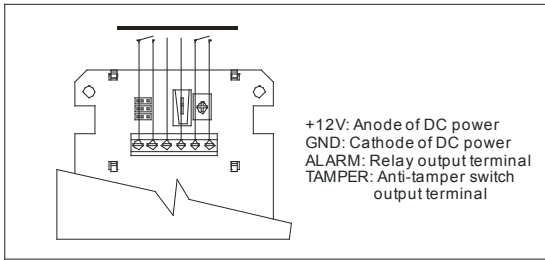 +12V: Anode of DC power
GND: Cathode of DC power
ALARM: Relay output terminal
TAMPER: Anti-tamper switch
output terminal